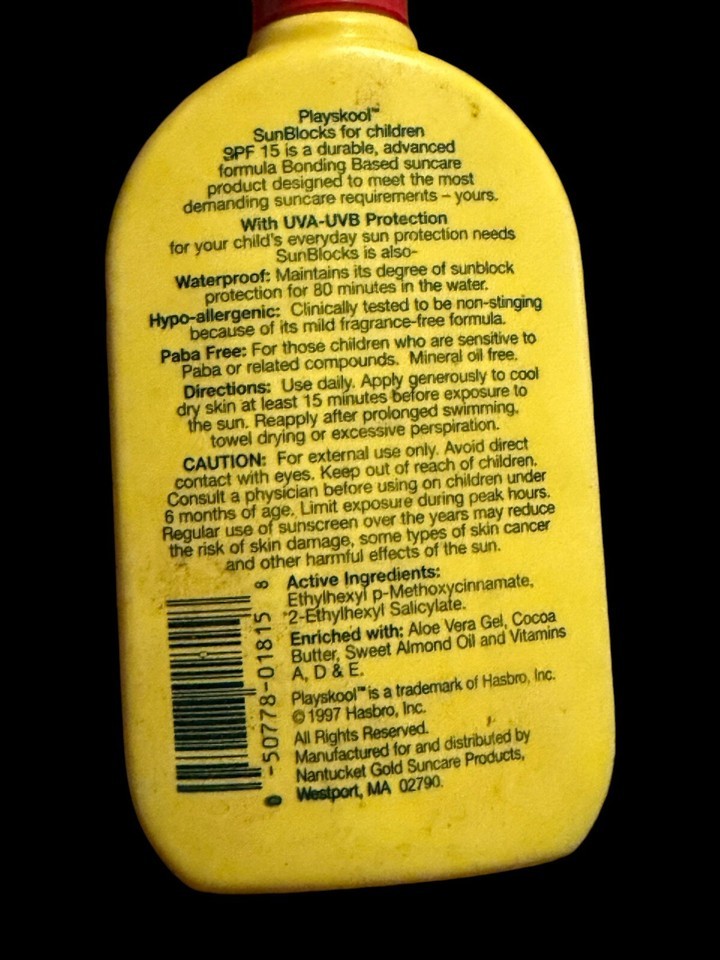 Playskool™
SunBlocks for children
SPF 15 is a durable, advanced
formula Bonding Based suncare
product designed to meet the most
demanding suncare requirements – yours.
With UVA-UVB Protection
for your child's everyday sun protection needs
SunBlocks is also-
Waterproof: Maintains its degree of sunblock
protection for 80 minutes in the water.
Hypo-allergenic: Clinically tested to be non-stinging
because of its mild fragrance-free formula.
Paba Free: For those children who are sensitive to
Paba or related compounds. Mineral oil free.
Directions: Use daily. Apply generously to cool
dry skin at least 15 minutes before exposure to
the sun. Reapply after prolonged swimming,
towel drying or excessive perspiration.
CAUTION: For external use only. Avoid direct
contact with eyes. Keep out of reach of children.
Consult a physician before using on children under
6 months of age. Limit exposure during peak hours.
Regular use of sunscreen over the years may reduce
the risk of skin damage, some types of skin cancer
and other harmful effects of the sun.
Active Ingredients:
Ethylhexyl p-Methoxycinnamate,
2-Ethylhexyl Salicylate.
Enriched with: Aloe Vera Gel, Cocoa
Butter, Sweet Almond Oil and Vitamins
A, D & E.
Playskool™ is a trademark of Hasbro, Inc.
© 1997 Hasbro, Inc.
All Rights Reserved.
Manufactured for and distributed by
Nantucket Gold Suncare Products,
Westport, MA 02790.
0 -50778-01815 8